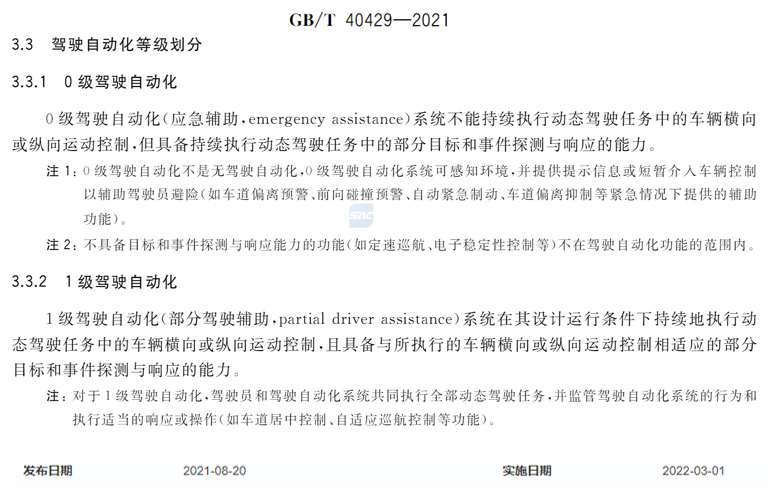 GB/T 40429—2021
3.3 驾驶自动化等级划分
3.3.1 0 级驾驶自动化
0 级驾驶自动化(应急辅助,emergency assistance)系统不能持续执行动态驾驶任务中的车辆横向
或纵向运动控制,但具备持续执行动态驾驶任务中的部分目标和事件探测与响应的能力。
注 1: 0 级驾驶自动化不是无驾驶自动化,0 级驾驶自动化系统可感知环境,并提供提示信息或短暂介入车辆控制
以辅助驾驶员避险(如车道偏离预警、前向碰撞预警、自动紧急制动、车道偏离抑制等紧急情况下提供的辅助
功能)。
注 2: 不具备目标和事件探测与响应能力的功能(如定速巡航、电子稳定性控制等)不在驾驶自动化功能的范围内。
3.3.2 1 级驾驶自动化
1 级驾驶自动化(部分驾驶辅助,partial driver assistance)系统在其设计运行条件下持续地执行动
态驾驶任务中的车辆横向或纵向运动控制,且具备与所执行的车辆横向或纵向运动控制相适应的部分
目标和事件探测与响应的能力。
注: 对于 1 级驾驶自动化,驾驶员和驾驶自动化系统共同执行全部动态驾驶任务,并监管驾驶自动化系统的行为和
执行适当的响应或操作(如车道居中控制、自适应巡航控制等功能)。
发布日期 2021-08-20 实施日期 2022-03-01